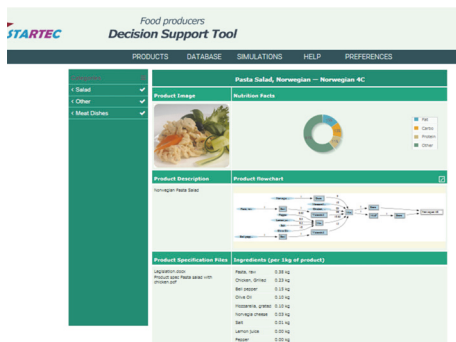 STARTEC
Food producers
Decision Support Tool
PRODUCTS DATABASE SIMULATIONS HELP PREFERENCES
Pasta Salad, Norwegian — Norwegian 4C
‹ Salad
‹ Other
‹ Meat Dishes
Product Image
Nutrition Facts
Fat
Carbo
Protein
Other
Product Description
Product Flowchart
Norwegian Pasta Salad
Product Specification Files
Legislation.docx
Product spec Pasta salad with
chicken.pdf
Ingredients (per 1kg of product)
Pasta, raw 0.38 kg
Chicken, Grilled 0.23 kg
Bell pepper 0.15 kg
Olive Oil 0.10 kg
Mozzarella, grated 0.10 kg
Norvegia cheese 0.03 kg
Salt 0.01 kg
Lemon juice 0.00 kg
Pepper 0.00 kg